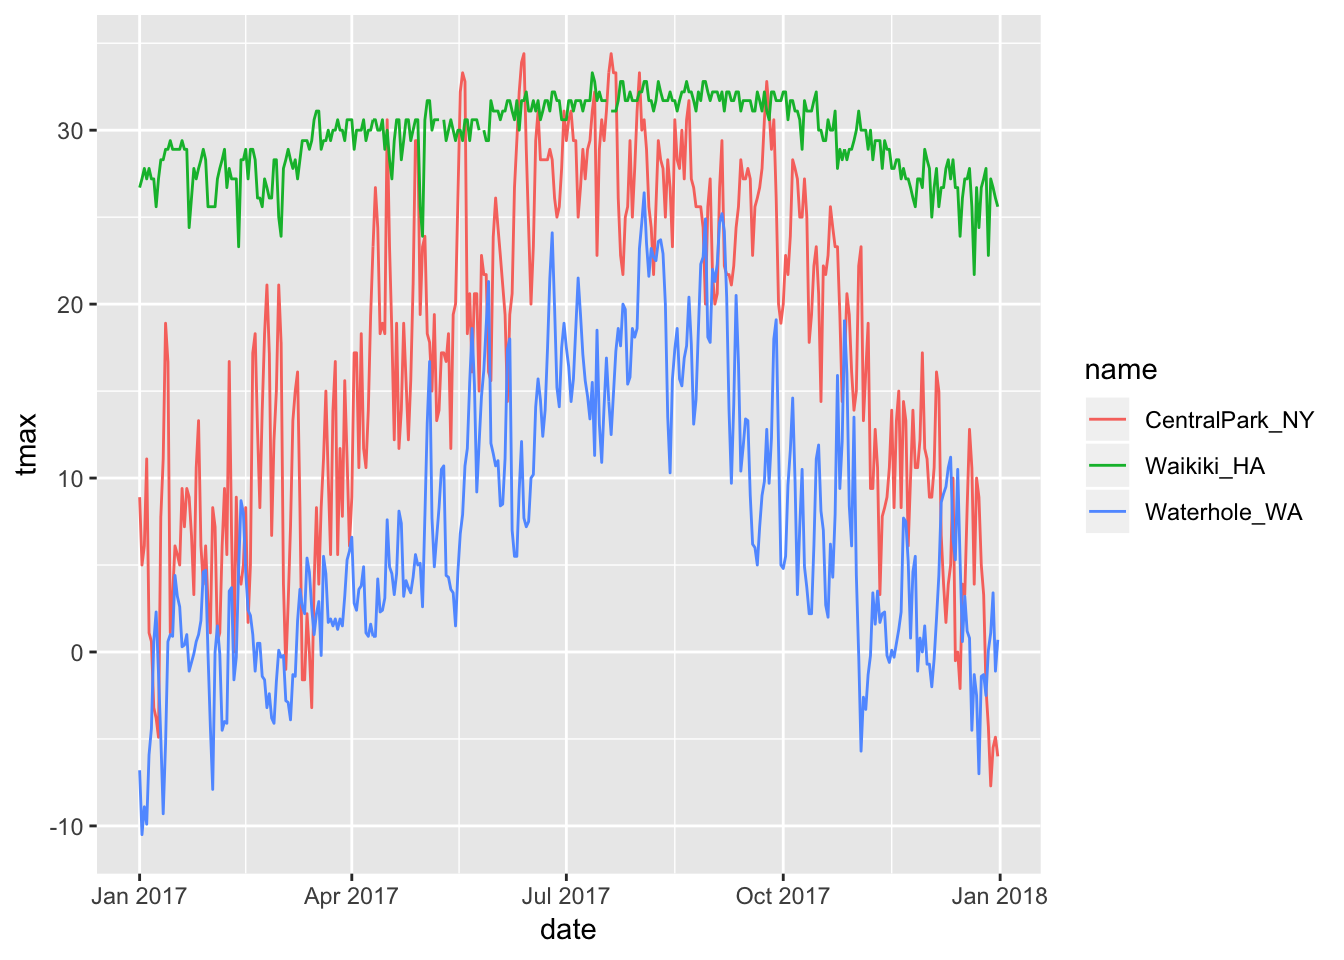 tmax
30
20
10
0
-10
Jan 2017
Apr 2017
Jul 2017
Oct 2017
Jan 2018
date
name
CentralPark_NY
Waikiki_HA
Waterhole_WA